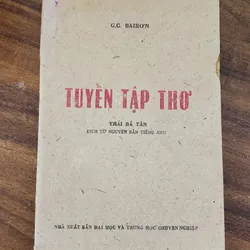 G.G. BAIRƠN
TUYỂN TẬP THƠ
THÁI BÁ TÂN
DỊCH TỪ NGUYÊN BẢN TIẾNG ANH
NHÀ XUẤT BẢN ĐẠI HỌC VÀ TRUNG HỌC CHUYÊN NGHIỆP